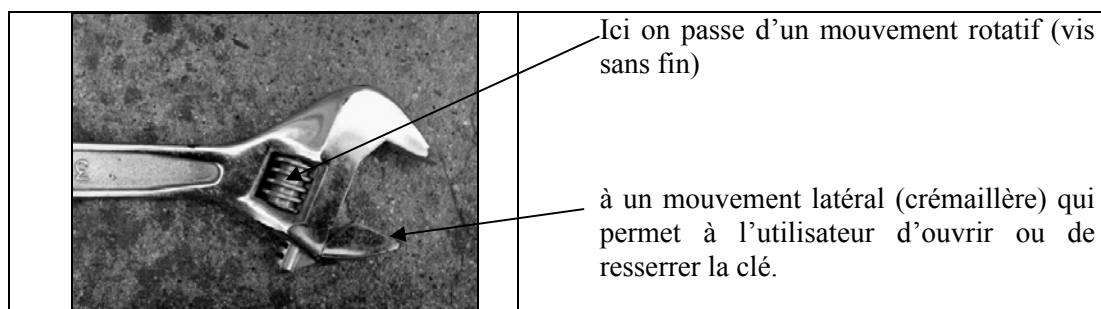 Ici on passe d’un mouvement rotatif (vis
sans fin)
à un mouvement latéral (crémaillère) qui
permet à l’utilisateur d’ouvrir ou de
resserrer la clé.